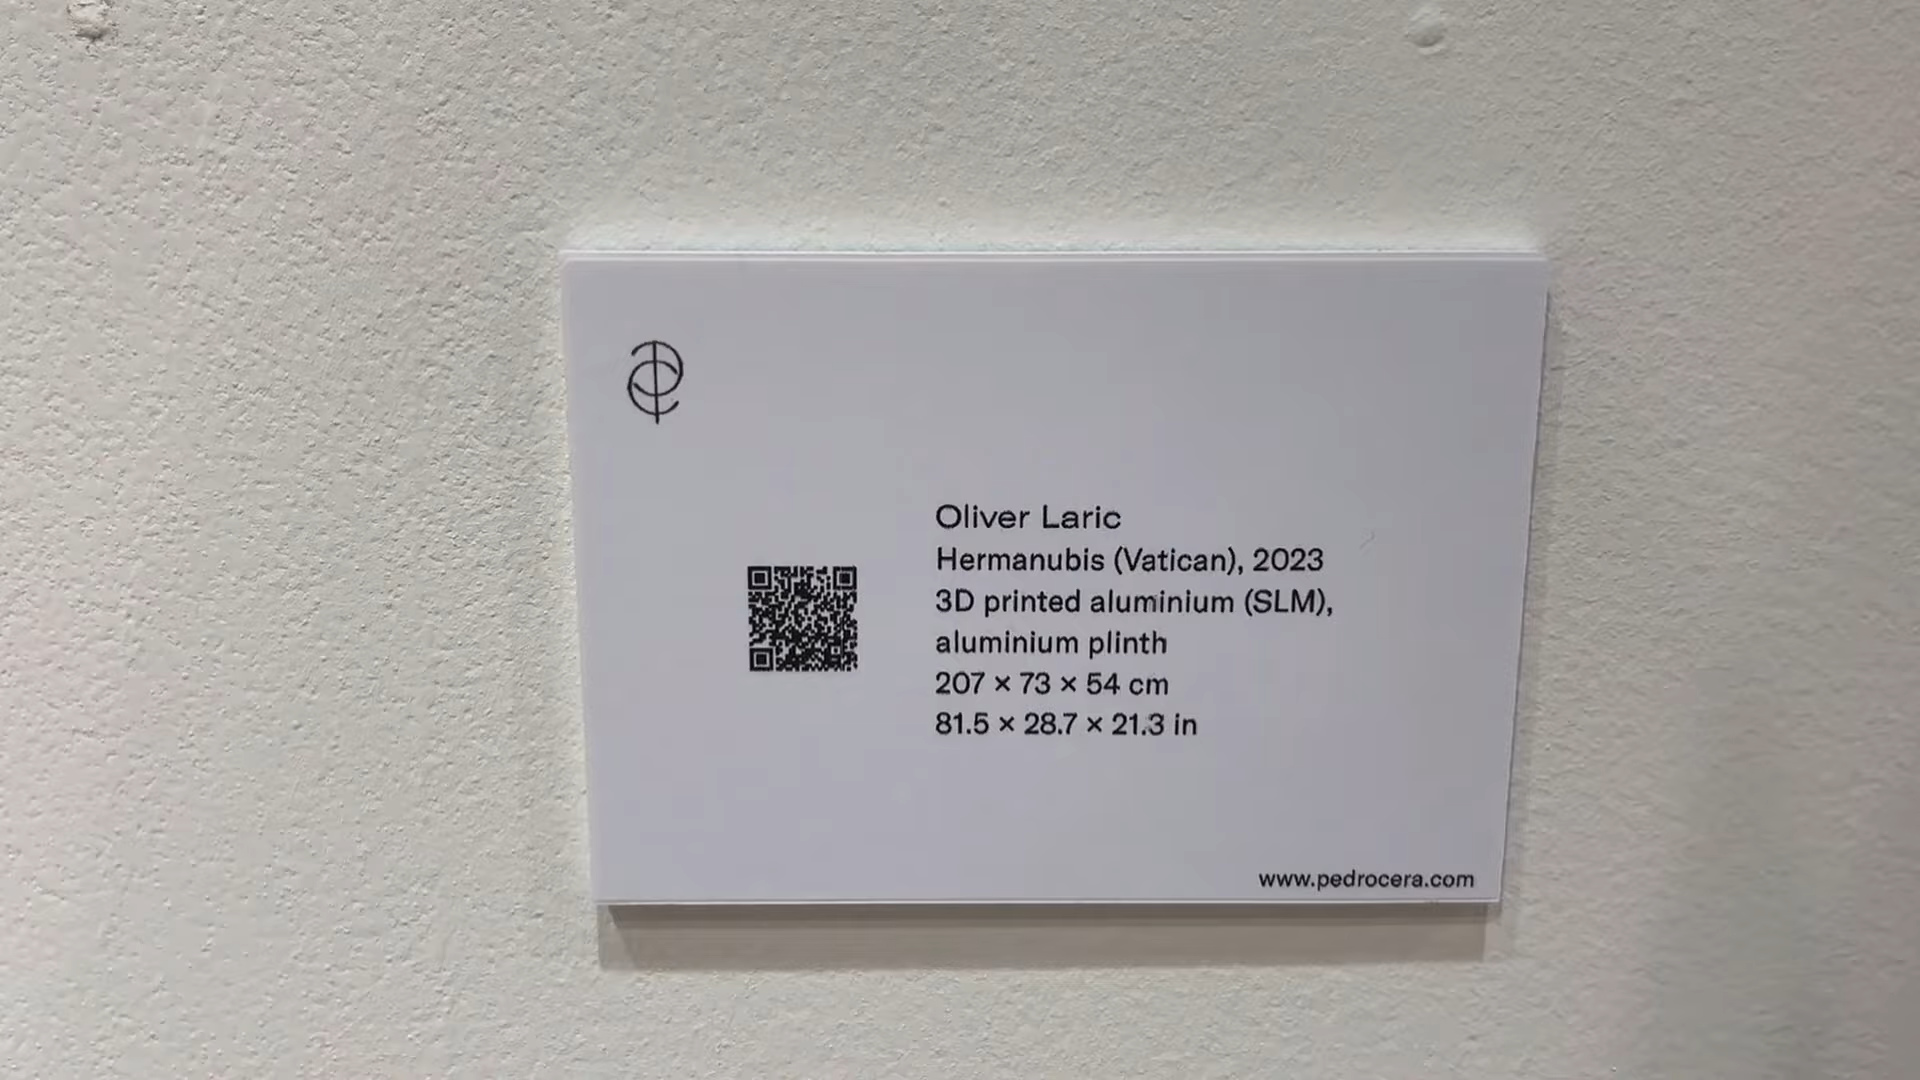 Oliver Laric
Hermanubis (Vatican), 2023
3D printed aluminium (SLM),
aluminium plinth
207 × 73 × 54 cm
81.5 × 28.7 × 21.3 in
www.pedrocera.com